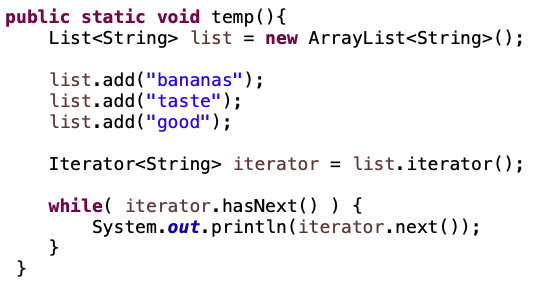 public static void temp(){
    List<String> list = new ArrayList<String>();

    list.add("bananas");
    list.add("taste");
    list.add("good");

    Iterator<String> iterator = list.iterator();

    while( iterator.hasNext() ) {
        System.out.println(iterator.next());
    }
 }